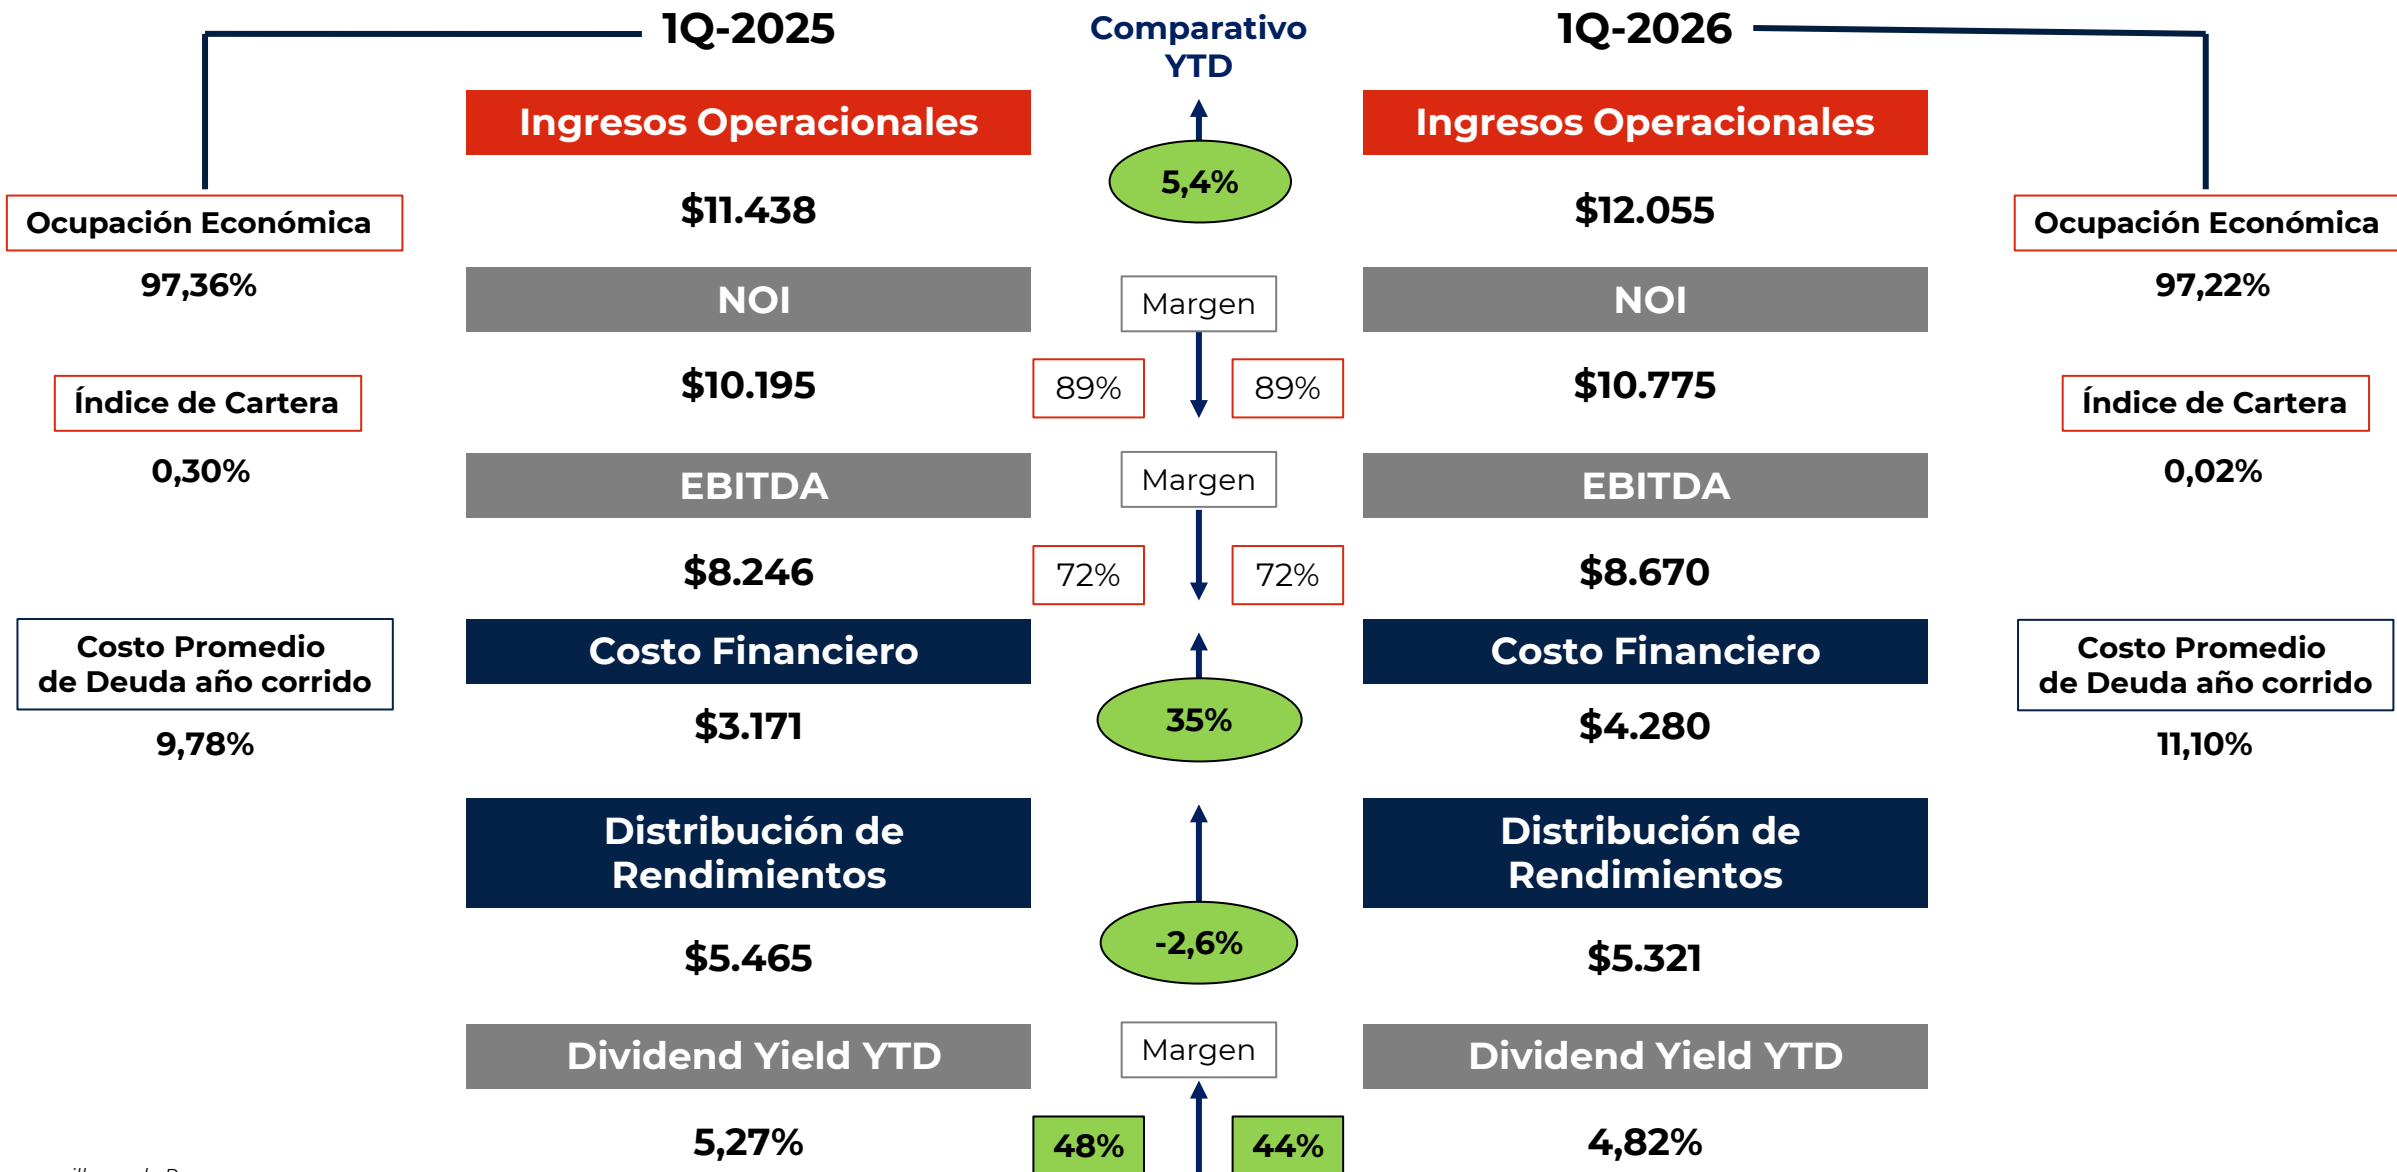 1Q-2025
Comparativo
YTD
1Q-2026
Ingresos Operacionales
Ingresos Operacionales
5,4%
$11.438
$12.055
Ocupación Económica
Ocupación Económica
97,36%
97,22%
NOI
Margen
NOI
$10.195
89%
89%
$10.775
Índice de Cartera
Índice de Cartera
0,30%
0,02%
EBITDA
Margen
EBITDA
$8.246
72%
72%
$8.670
Costo Promedio
de Deuda año corrido
Costo Financiero
Costo Financiero
Costo Promedio
de Deuda año corrido
9,78%
$3.171
35%
$4.280
11,10%
Distribución de
Rendimientos
Distribución de
Rendimientos
$5.465
-2,6%
$5.321
Dividend Yield YTD
Margen
Dividend Yield YTD
5,27%
48%
44%
4,82%